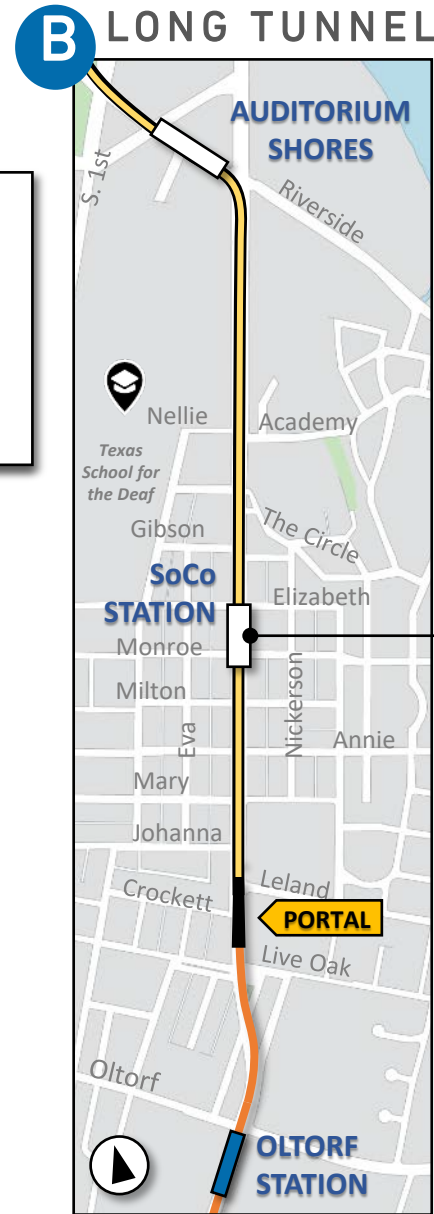 B LONG TUNNEL
AUDITORIUM
SHORES
S. 1st
Riverside
Nellie
Academy
Texas
School for
the Deaf
Gibson
The Circle
SoCo
STATION
Elizabeth
Monroe
Nickerson
Milton
Eva
Annie
Mary
Johanna
Crockett
Leland
PORTAL
Live Oak
Oltorf
OLTORF
STATION